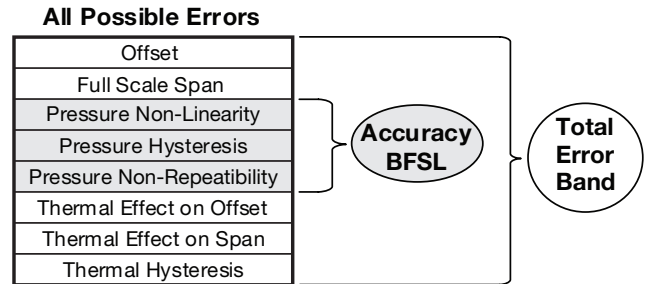 All Possible Errors
Offset
Full Scale Span
Pressure Non-Linearity
Pressure Hysteresis
Pressure Non-Repeatibility
Thermal Effect on Offset
Thermal Effect on Span
Thermal Hysteresis
Accuracy
BFSL
Total
Error
Band